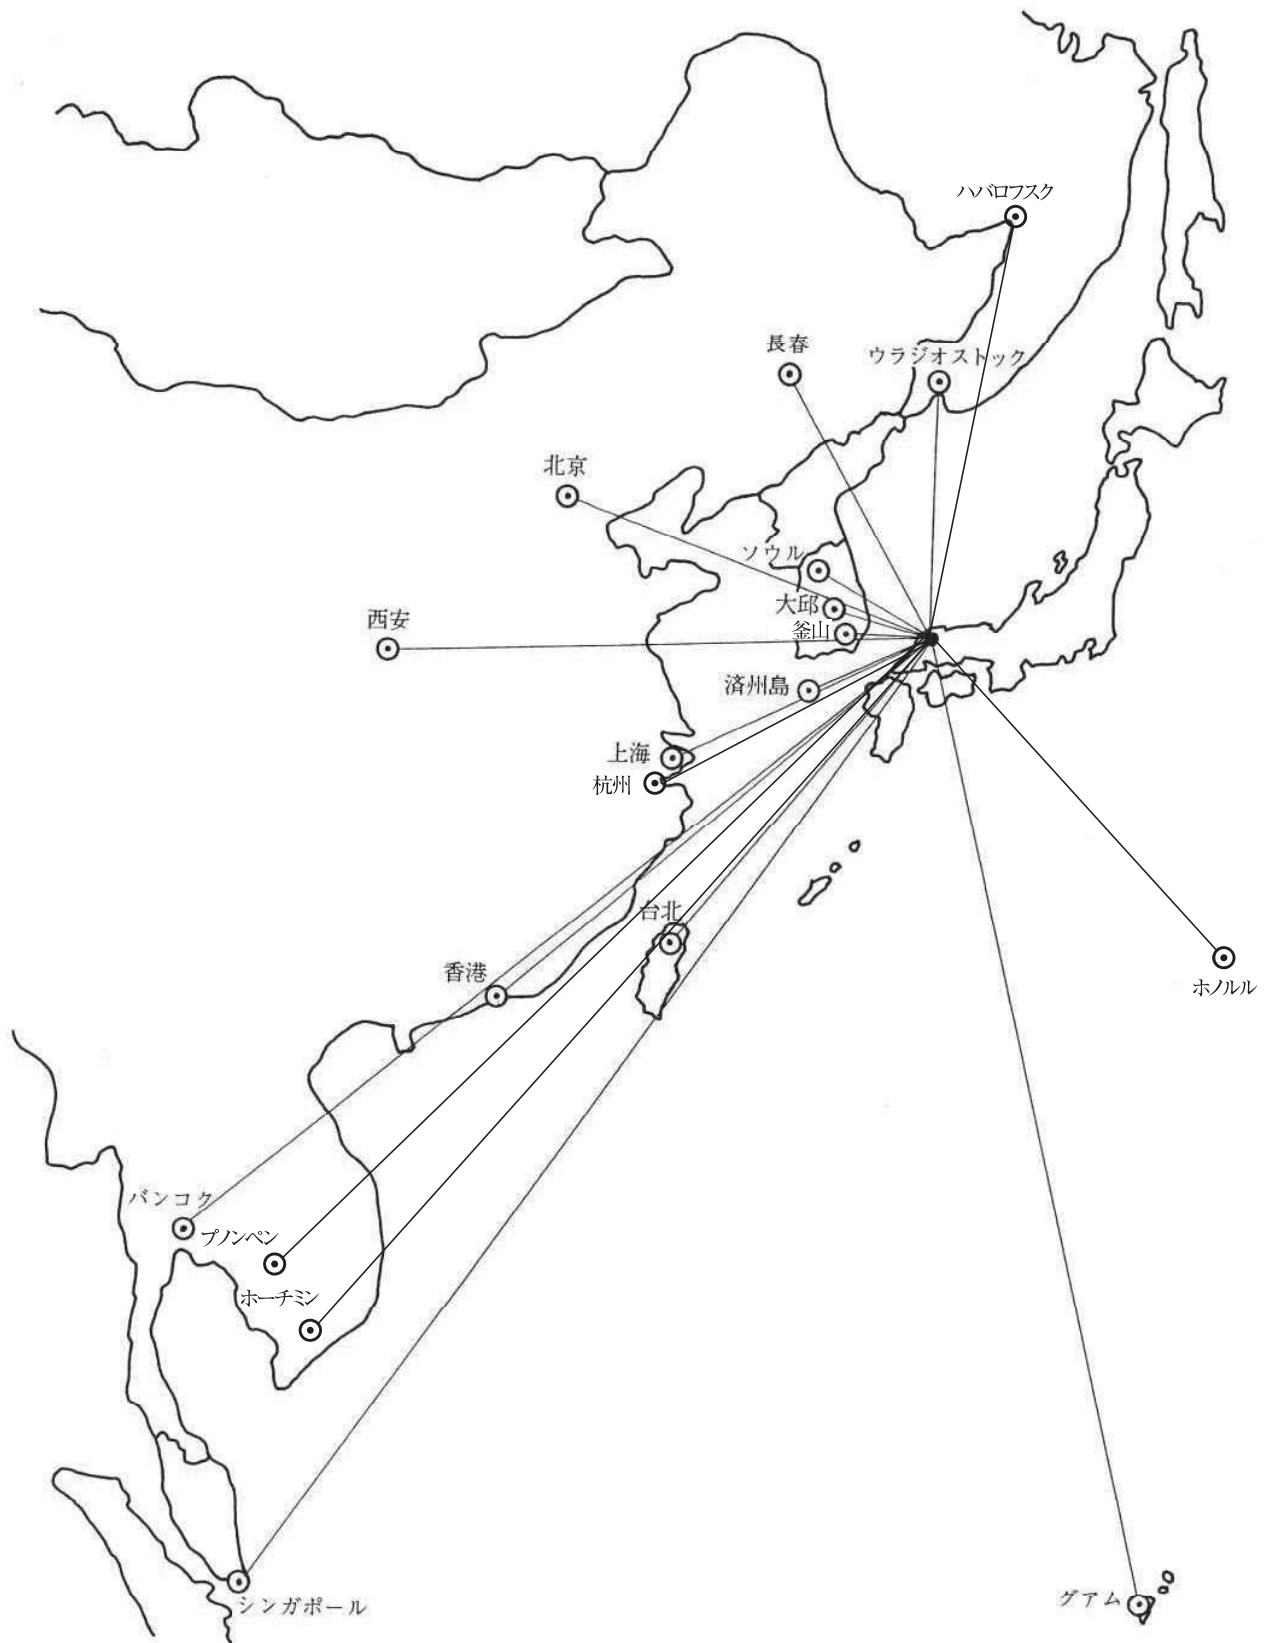 ハバロフスク
長春
ウラジオストック
北京
ソウル
大邱
西安
釜山
済州島
上海
杭州
台北
香港
ホノルル
バンコク
プノンペン
ホーチミン
グアム
シンガポール